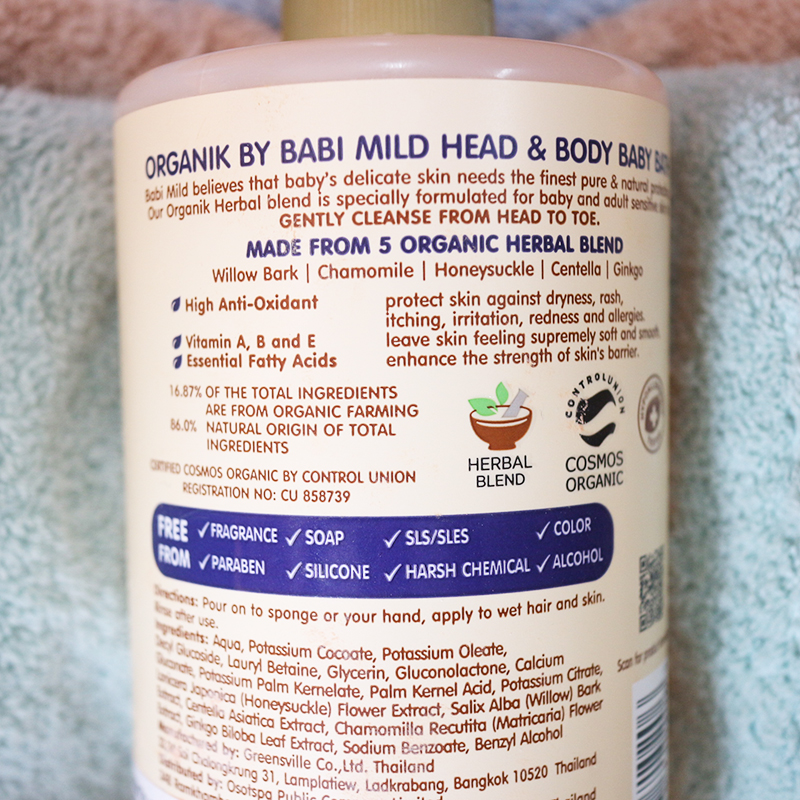 ORGANIK BY BABI MILD HEAD & BODY BABY
Babi Mild believes that baby's delicate skin needs the finest pure & natural
Our Organik Herbal blend is specially formulated for baby and adult sensitive
GENTLY CLEANSE FROM HEAD TO TOE.
MADE FROM 5 ORGANIC HERBAL BLEND
Willow Bark | Chamomile | Honeysuckle | Centella | Ginkgo
High Anti-Oxidant
protect skin against dryness, rash,
itching, irritation, redness and allergies.
Vitamin A, B and E
leave skin feeling supremely soft and smooth.
Essential Fatty Acids
enhance the strength of skin's barrier.
16.87% OF THE TOTAL INGREDIENTS
ARE FROM ORGANIC FARMING
86.0% NATURAL ORIGIN OF TOTAL
INGREDIENTS
CERTIFIED COSMOS ORGANIC BY CONTROL UNION
REGISTRATION NO: CU 858739
HERBAL
BLEND
CONTROLUNION
COSMOS
ORGANIC
FREE
FROM
✓FRAGRANCE ✓SOAP ✓SLS/SLES ✓COLOR
✓PARABEN ✓SILICONE ✓HARSH CHEMICAL ✓ALCOHOL
Directions: Pour on to sponge or your hand, apply to wet hair and skin.
Rinse after use.
Ingredients: Aqua, Potassium Cocoate, Potassium Oleate,
Decyl Glucoside, Lauryl Betaine, Glycerin, Gluconolactone, Calcium
Gluconate, Potassium Palm Kernelate, Palm Kernel Acid, Potassium Citrate,
Lonicera Japonica (Honeysuckle) Flower Extract, Salix Alba (Willow) Bark
Extract, Centella Asiatica Extract, Chamomilla Recutita (Matricaria) Flower
Extract, Ginkgo Biloba Leaf Extract, Sodium Benzoate, Benzyl Alcohol
Manufactured by: Greensville Co.,Ltd. Thailand
Chalongkrung 31, Lamplatiew, Ladkrabang, Bangkok 10520 Thailand
Distributed by: Osotspa Public Company Limited
Scan for